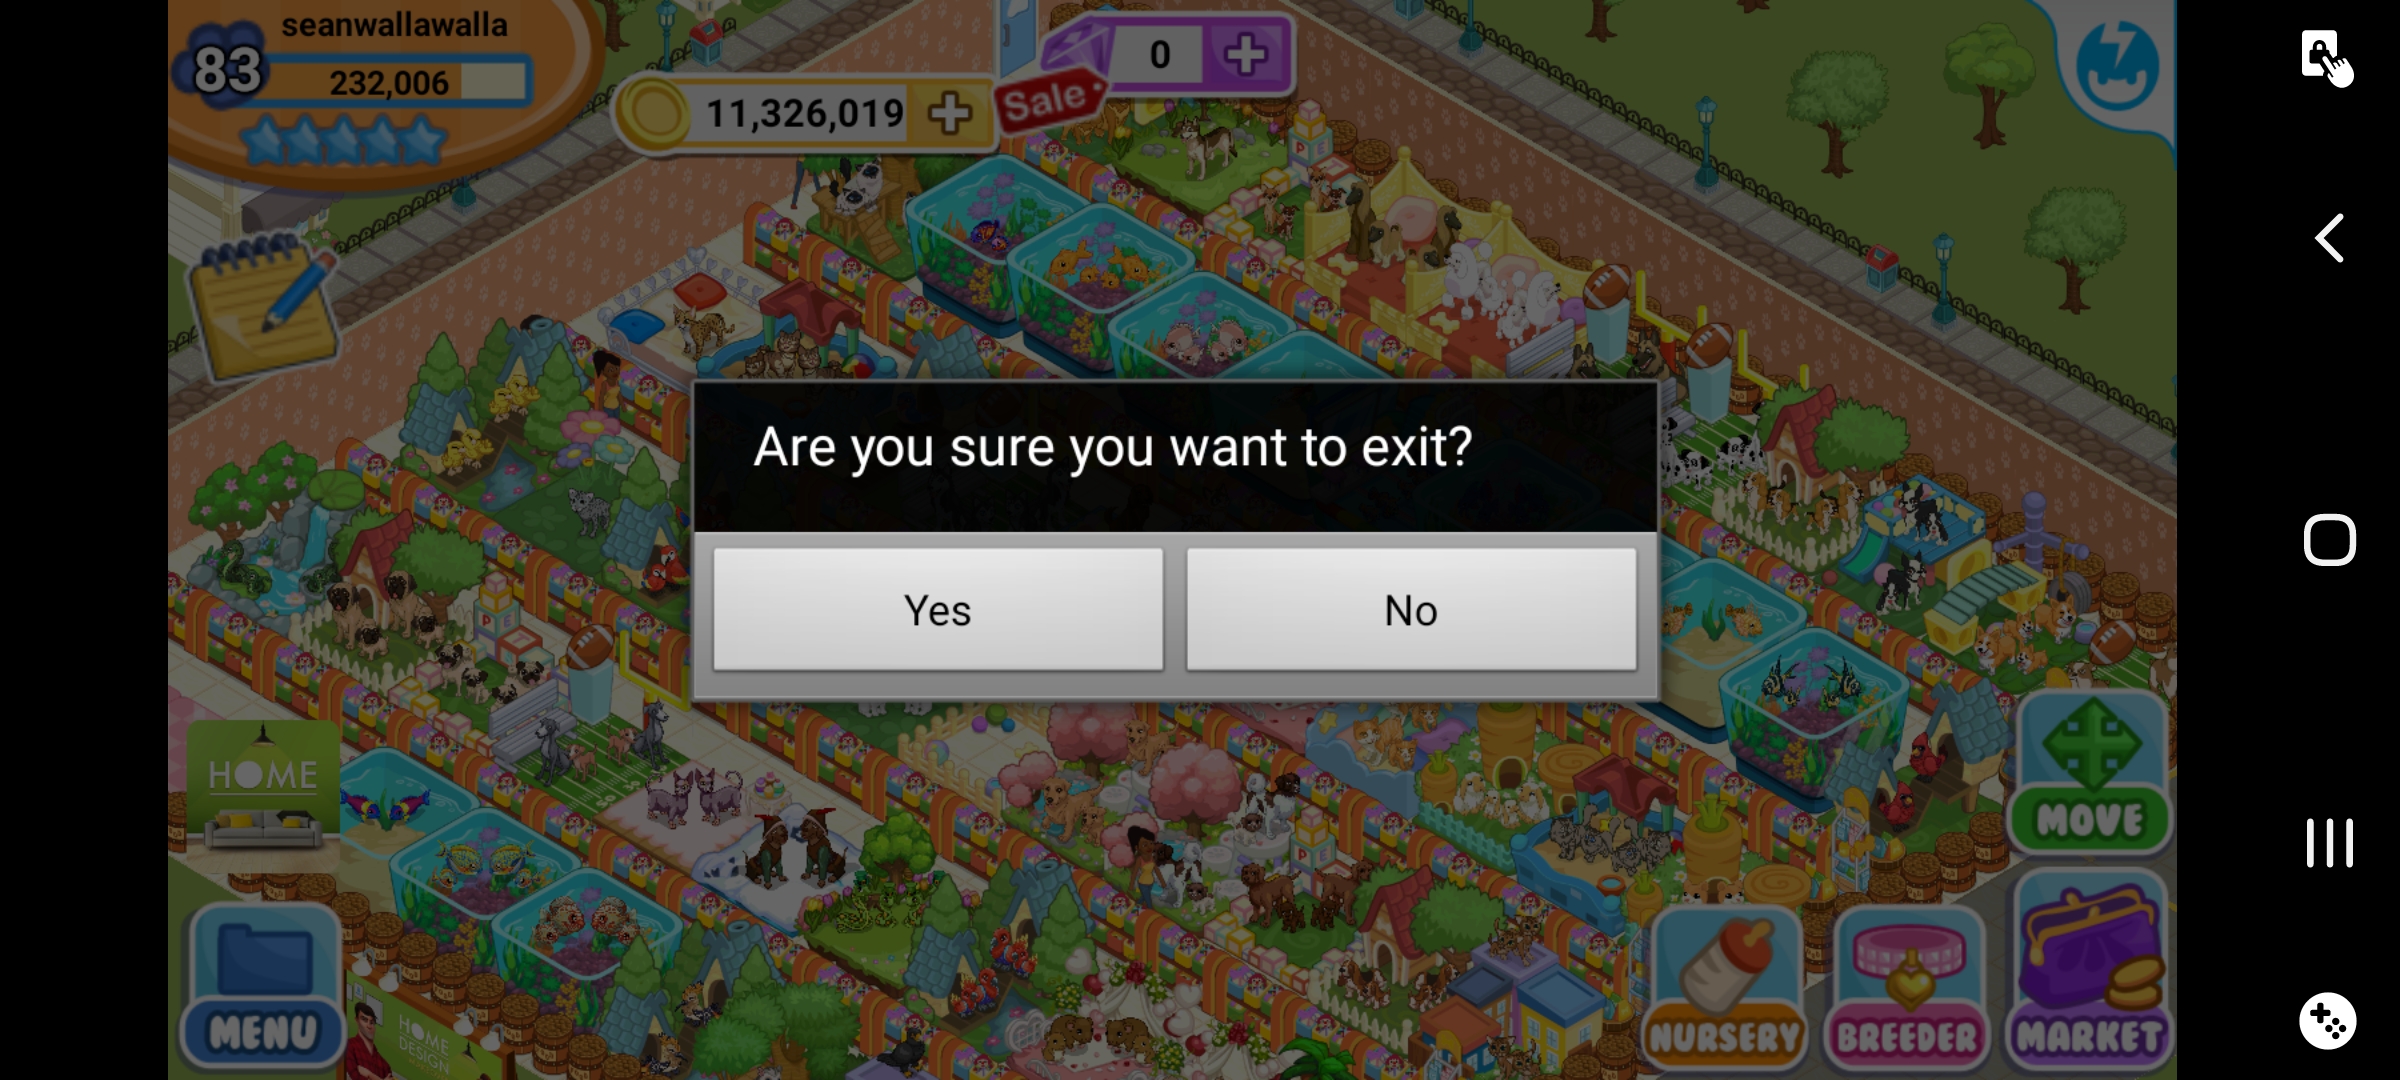 seanwallawalla
83
232,006
0
11,326,019
Sale
Are you sure you want to exit?
Yes
No
HOME
MOVE
MENU
HOME
DESIGN
NURSERY
BREEDER
MARKET